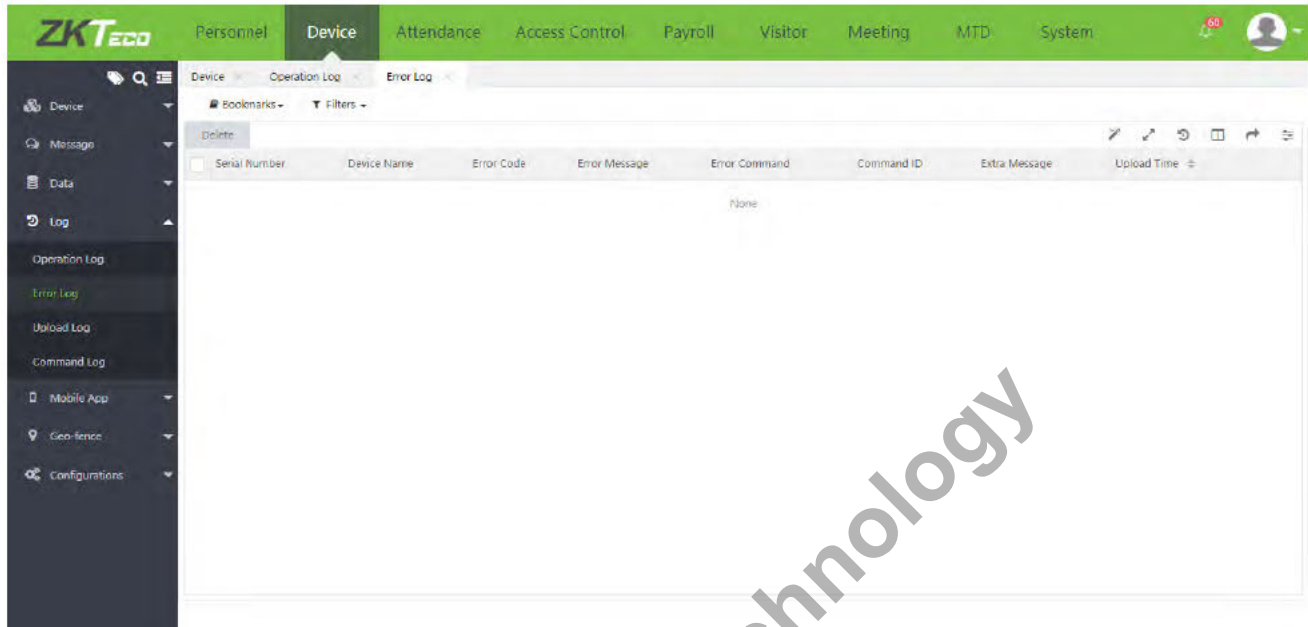 ZKTECO Personnel Device Attendance Access Control Payroll Visitor Meeting MTD System 60
Device Operation Log Error Log
Bookmarks Filters
Delete
Serial Number Device Name Error Code Error Message Error Command Command ID Extra Message Upload Time
None
Device
Message
Data
Log
Operation Log
Error Log
Upload Log
Command Log
Mobile App
Geo-fence
Configurations
hnology